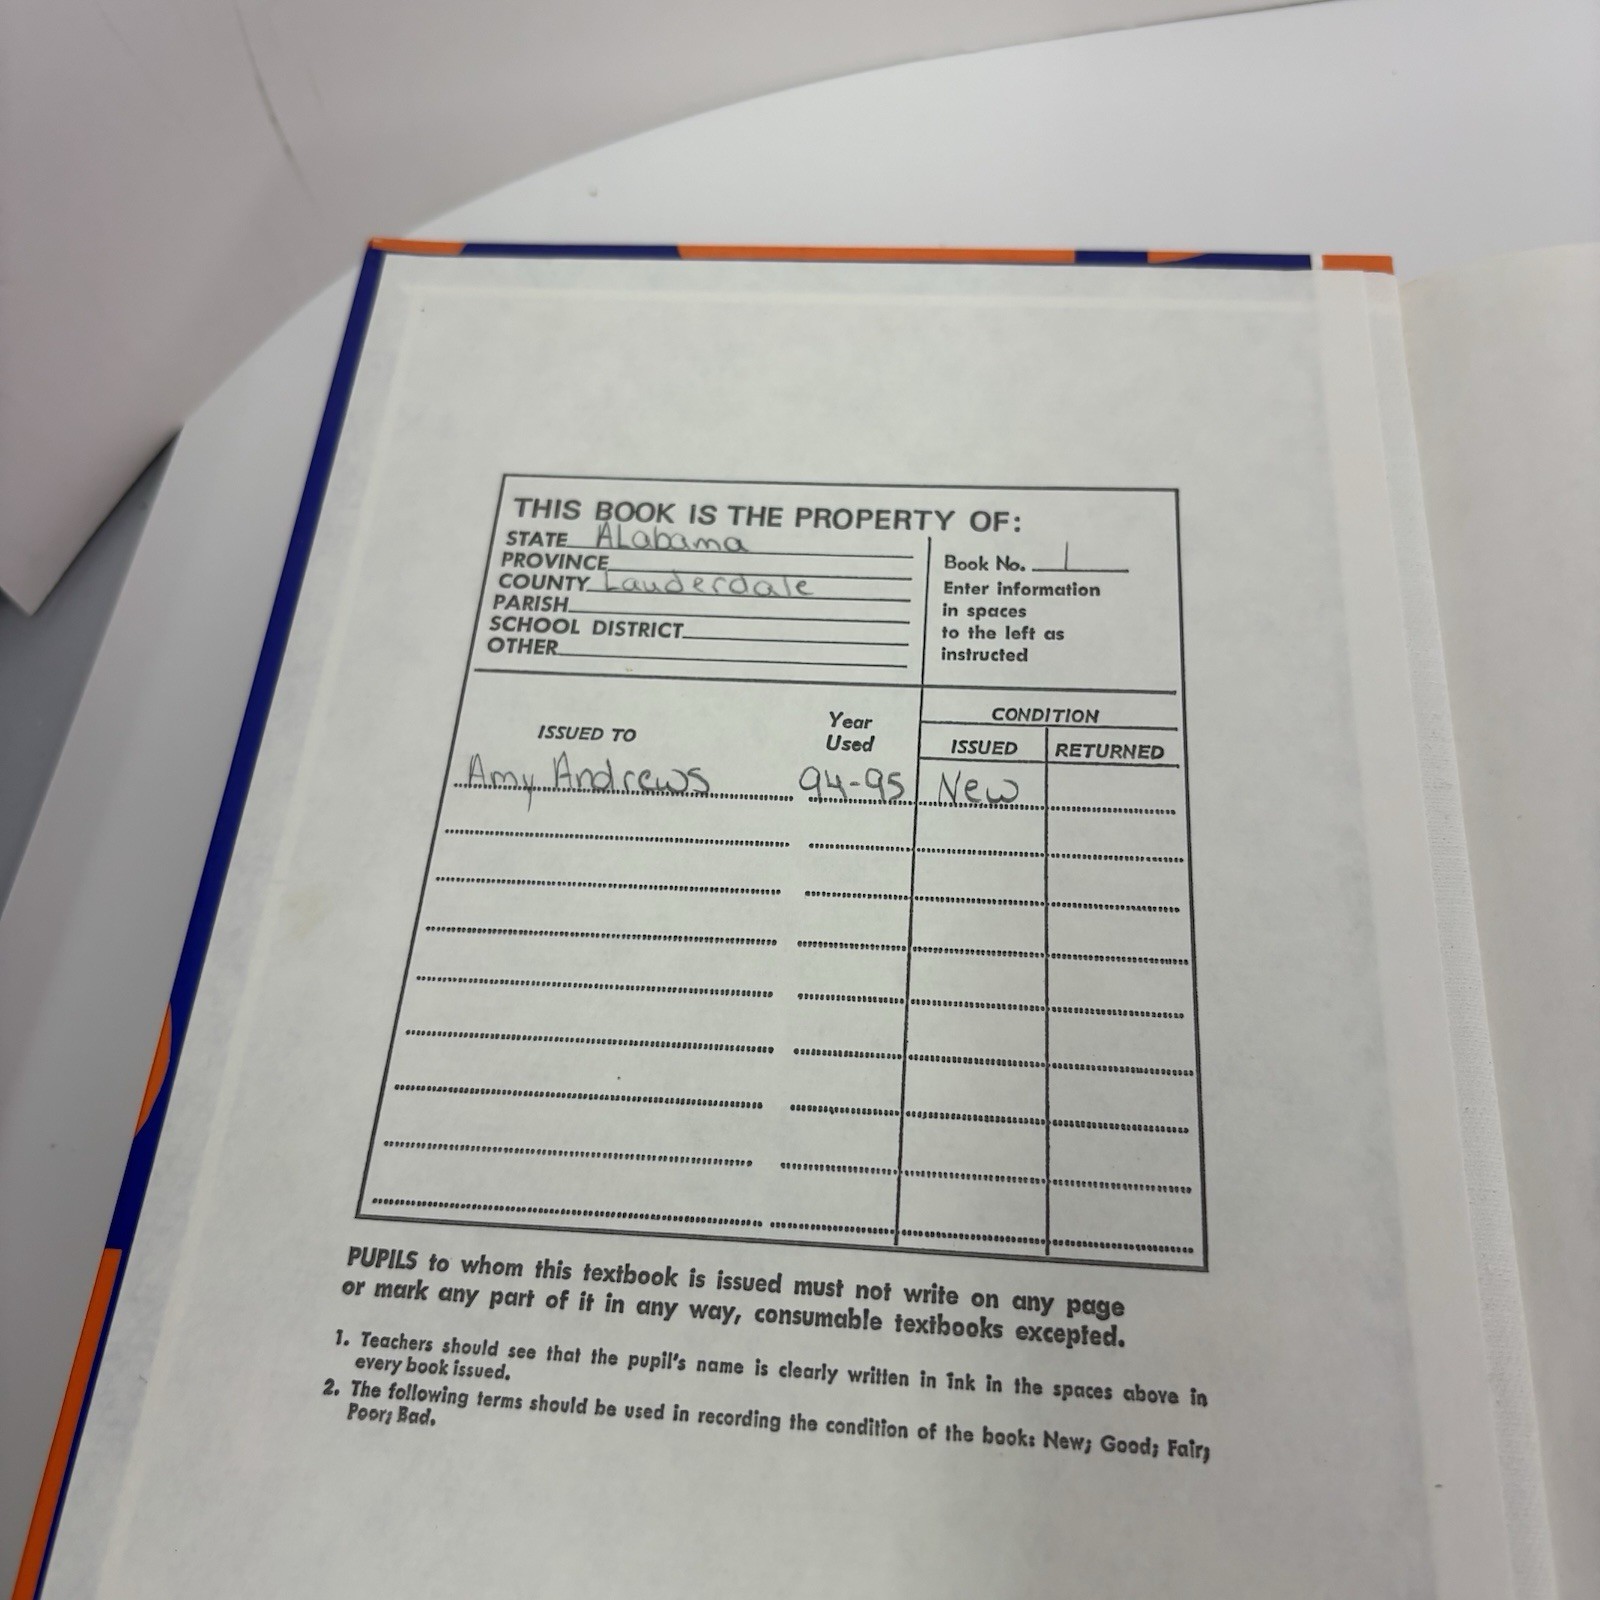 THIS BOOK IS THE PROPERTY OF:
STATE ALabama
PROVINCE
COUNTY Lauderdale
PARISH
SCHOOL DISTRICT
OTHER
Book No. 1
Enter information
in spaces
to the left as
instructed
ISSUED TO
Year
Used
CONDITION
ISSUED RETURNED
Amy Andrews 94-95 New
PUPILS to whom this textbook is issued must not write on any page
or mark any part of it in any way, consumable textbooks excepted.
1. Teachers should see that the pupil's name is clearly written in ink in the spaces above in
every book issued.
2. The following terms should be used in recording the condition of the book: New; Good; Fair;
Poor; Bad.